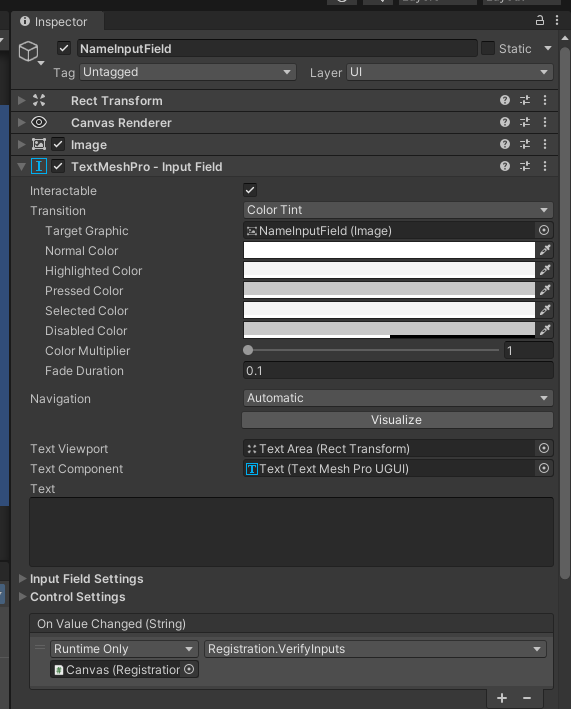 Inspector
NameInputField
Static
Tag Untagged Layer UI
Rect Transform
Canvas Renderer
Image
TextMeshPro - Input Field
Interactable
Transition Color Tint
Target Graphic NameInputField (Image)
Normal Color
Highlighted Color
Pressed Color
Selected Color
Disabled Color
Color Multiplier 1
Fade Duration 0.1
Navigation Automatic
Visualize
Text Viewport Text Area (Rect Transform)
Text Component Text (Text Mesh Pro UGUI)
Text
Input Field Settings
Control Settings
On Value Changed (String)
Runtime Only Registration.VerifyInputs
Canvas (Registration